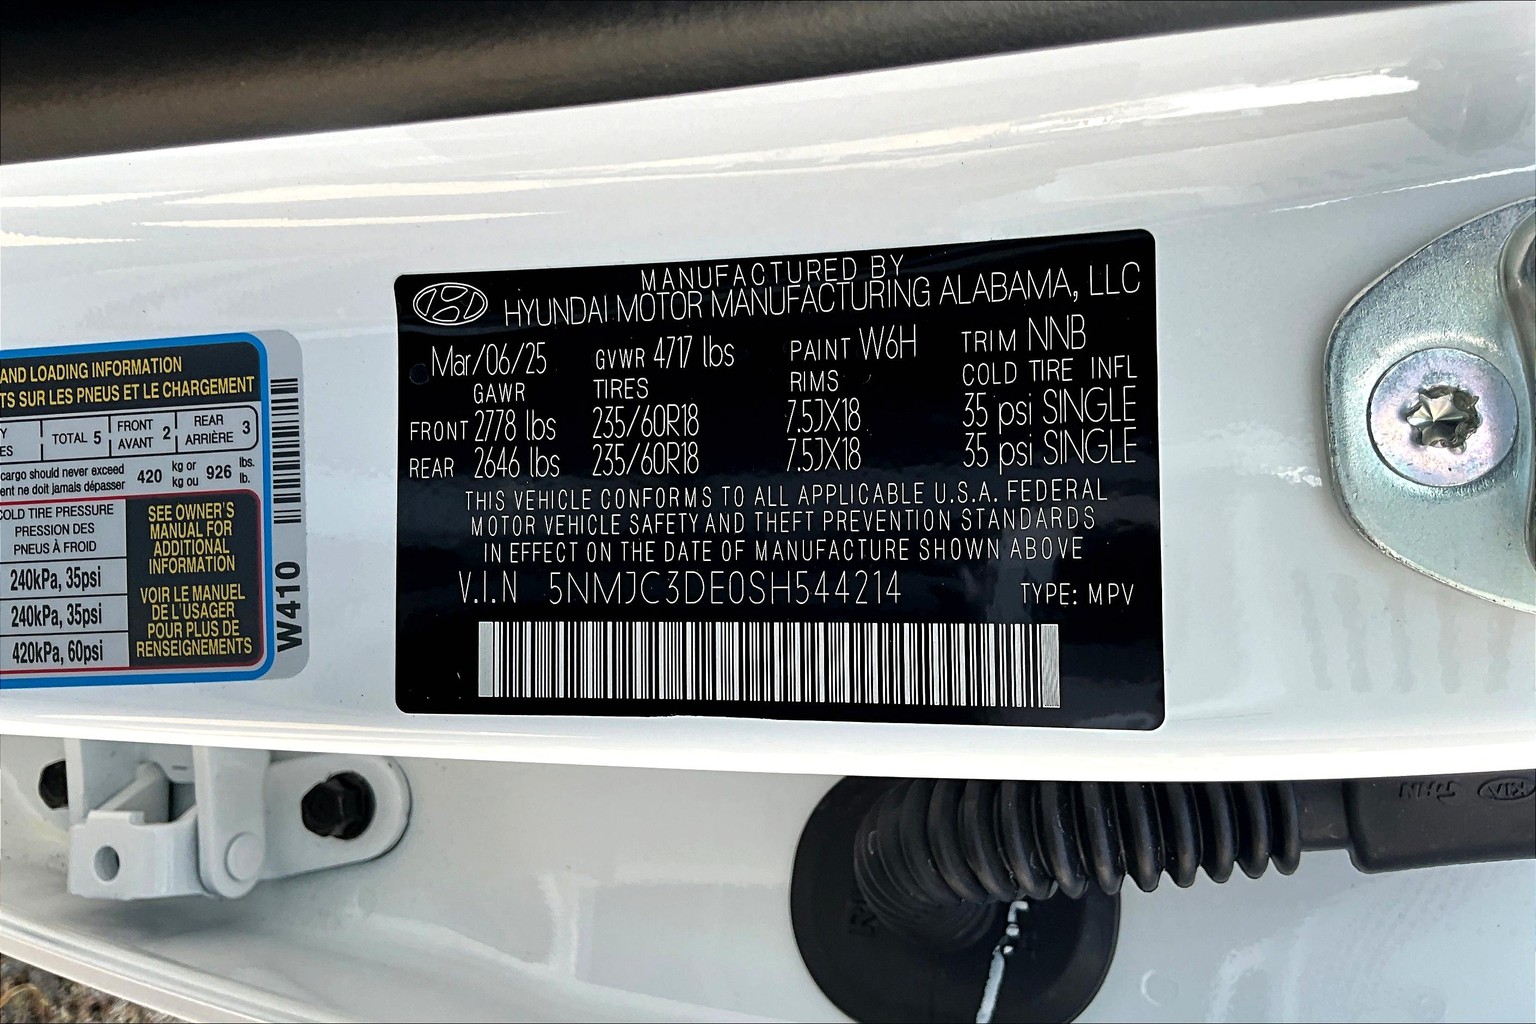 AND LOADING INFORMATION
TS SUR LES PNEUS ET LE CHARGEMENT
TOTAL 5
FRONT
AVANT 2
REAR
ARRIÈRE 3
cargo should never exceed
ent ne doit jamais dépasser
420 kg or
kg ou 926 lbs.
lb.
COLD TIRE PRESSURE
PRESSION DES
PNEUS À FROID
240kPa, 35psi
240kPa, 35psi
420kPa, 60psi
SEE OWNER'S
MANUAL FOR
ADDITIONAL
INFORMATION
VOIR LE MANUEL
DE L'USAGER
POUR PLUS DE
RENSEIGNEMENTS
W410
MANUFACTURED BY
HYUNDAI MOTOR MANUFACTURING ALABAMA, LLC
Mar/06/25 GVWR 4717 lbs PAINT W6H TRIM NNB
GAWR TIRES RIMS COLD TIRE INFL
FRONT 2778 lbs 235/60R18 7.5JX18 35 psi SINGLE
REAR 2646 lbs 235/60R18 7.5JX18 35 psi SINGLE
THIS VEHICLE CONFORMS TO ALL APPLICABLE U.S.A. FEDERAL
MOTOR VEHICLE SAFETY AND THEFT PREVENTION STANDARDS
IN EFFECT ON THE DATE OF MANUFACTURE SHOWN ABOVE
V.I.N 5NMJC3DE0SH544214 TYPE: MPV
KIA